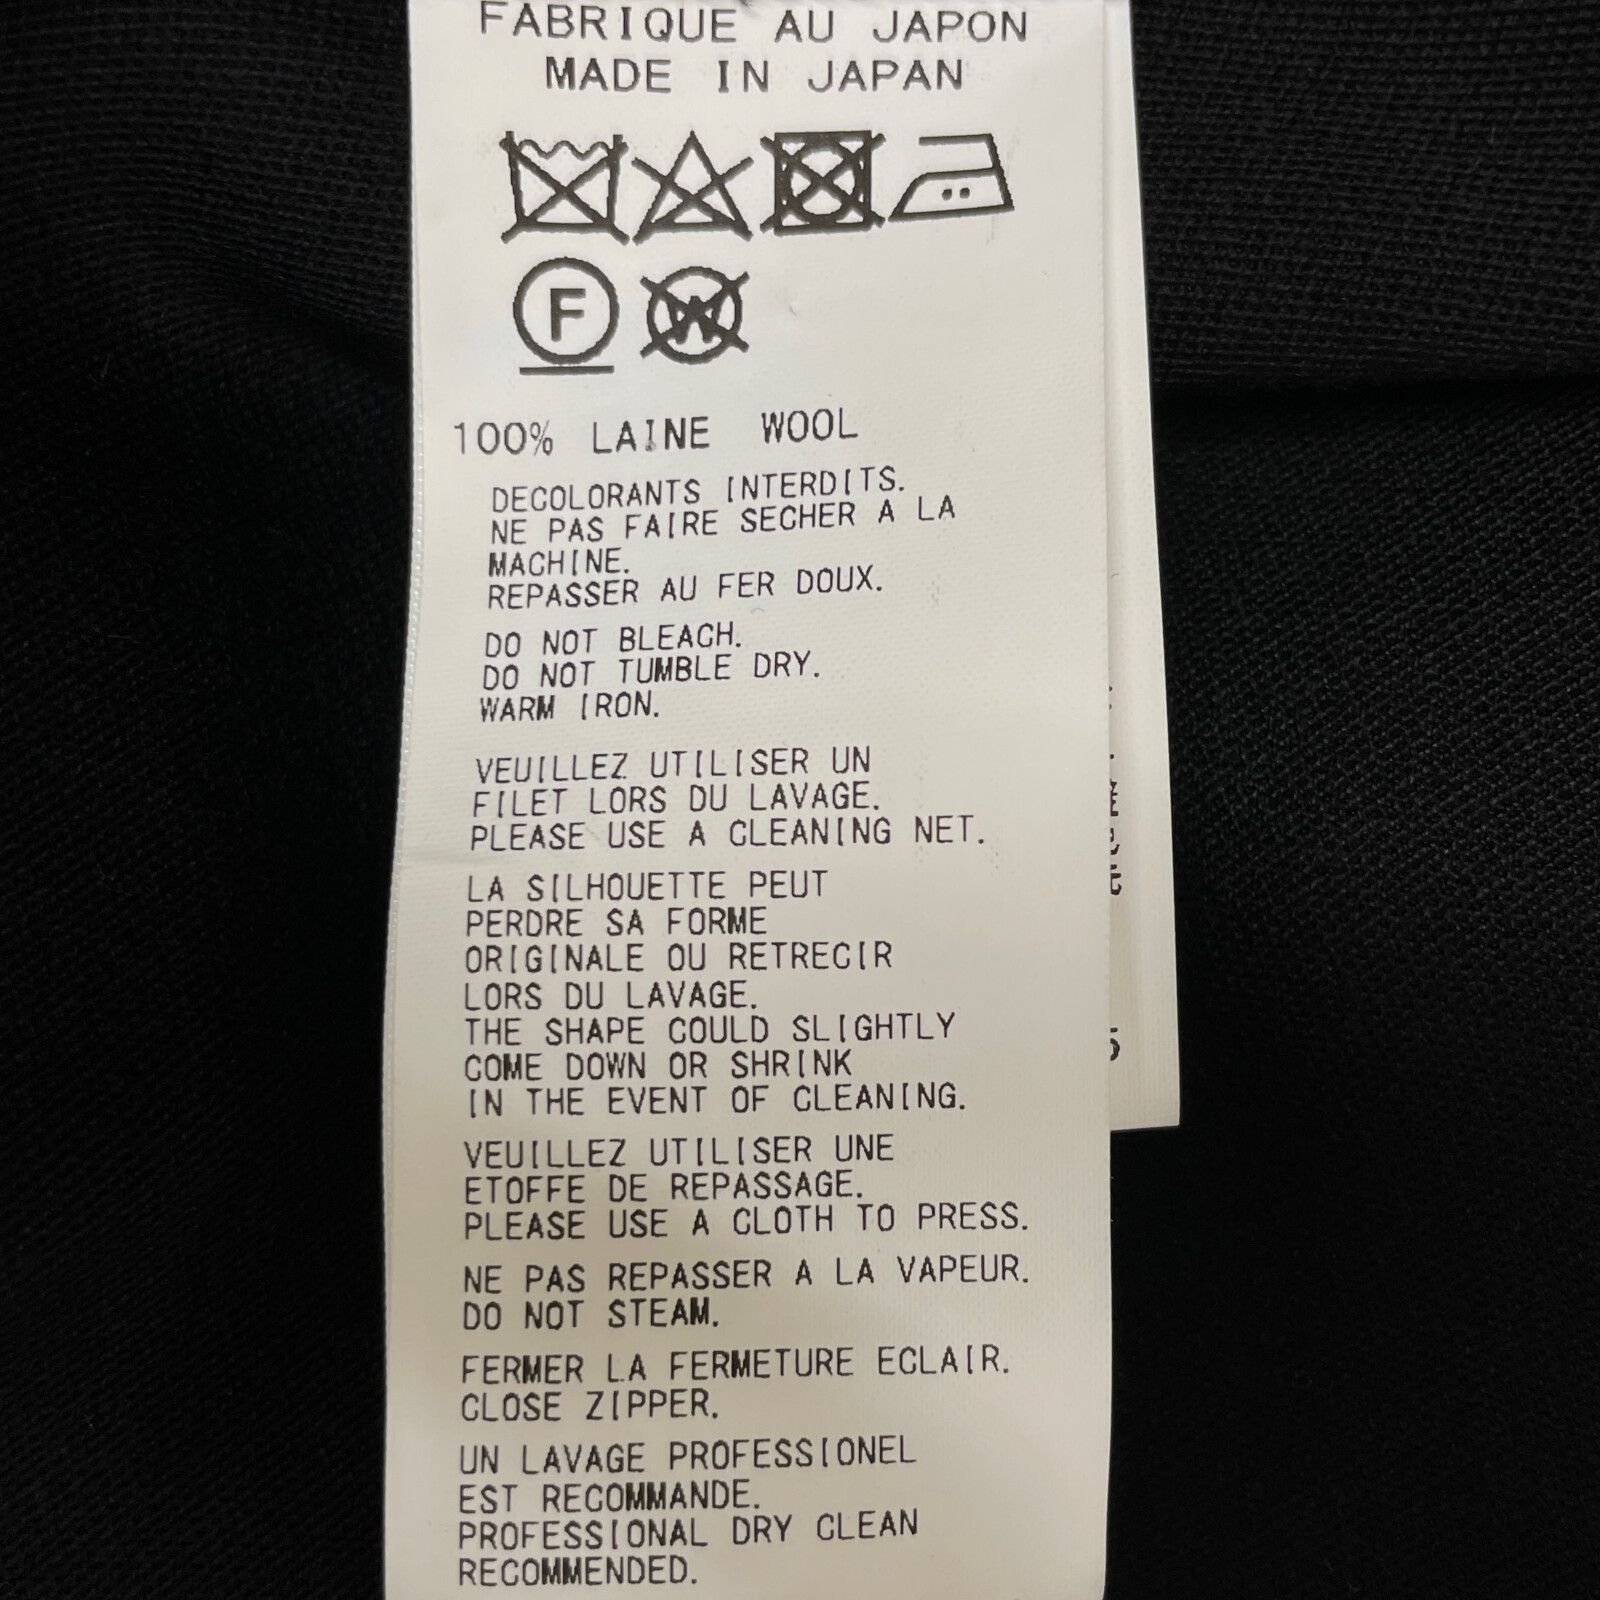 FABRIQUE AU JAPON
MADE IN JAPAN
F W
100% LAINE WOOL
DECOLORANTS INTERDITS.
NE PAS FAIRE SECHER A LA
MACHINE.
REPASSER AU FER DOUX.
DO NOT BLEACH.
DO NOT TUMBLE DRY.
WARM IRON.
VEUILLEZ UTILISER UN
FILET LORS DU LAVAGE.
PLEASE USE A CLEANING NET.
LA SILHOUETTE PEUT
PERDRE SA FORME
ORIGINALE OU RETRECIR
LORS DU LAVAGE.
THE SHAPE COULD SLIGHTLY
COME DOWN OR SHRINK
IN THE EVENT OF CLEANING.
VEUILLEZ UTILISER UNE
ETOFFE DE REPASSAGE.
PLEASE USE A CLOTH TO PRESS.
NE PAS REPASSER A LA VAPEUR.
DO NOT STEAM.
FERMER LA FERMETURE ECLAIR.
CLOSE ZIPPER.
UN LAVAGE PROFESSIONEL
EST RECOMMANDE.
PROFESSIONAL DRY CLEAN
RECOMMENDED.